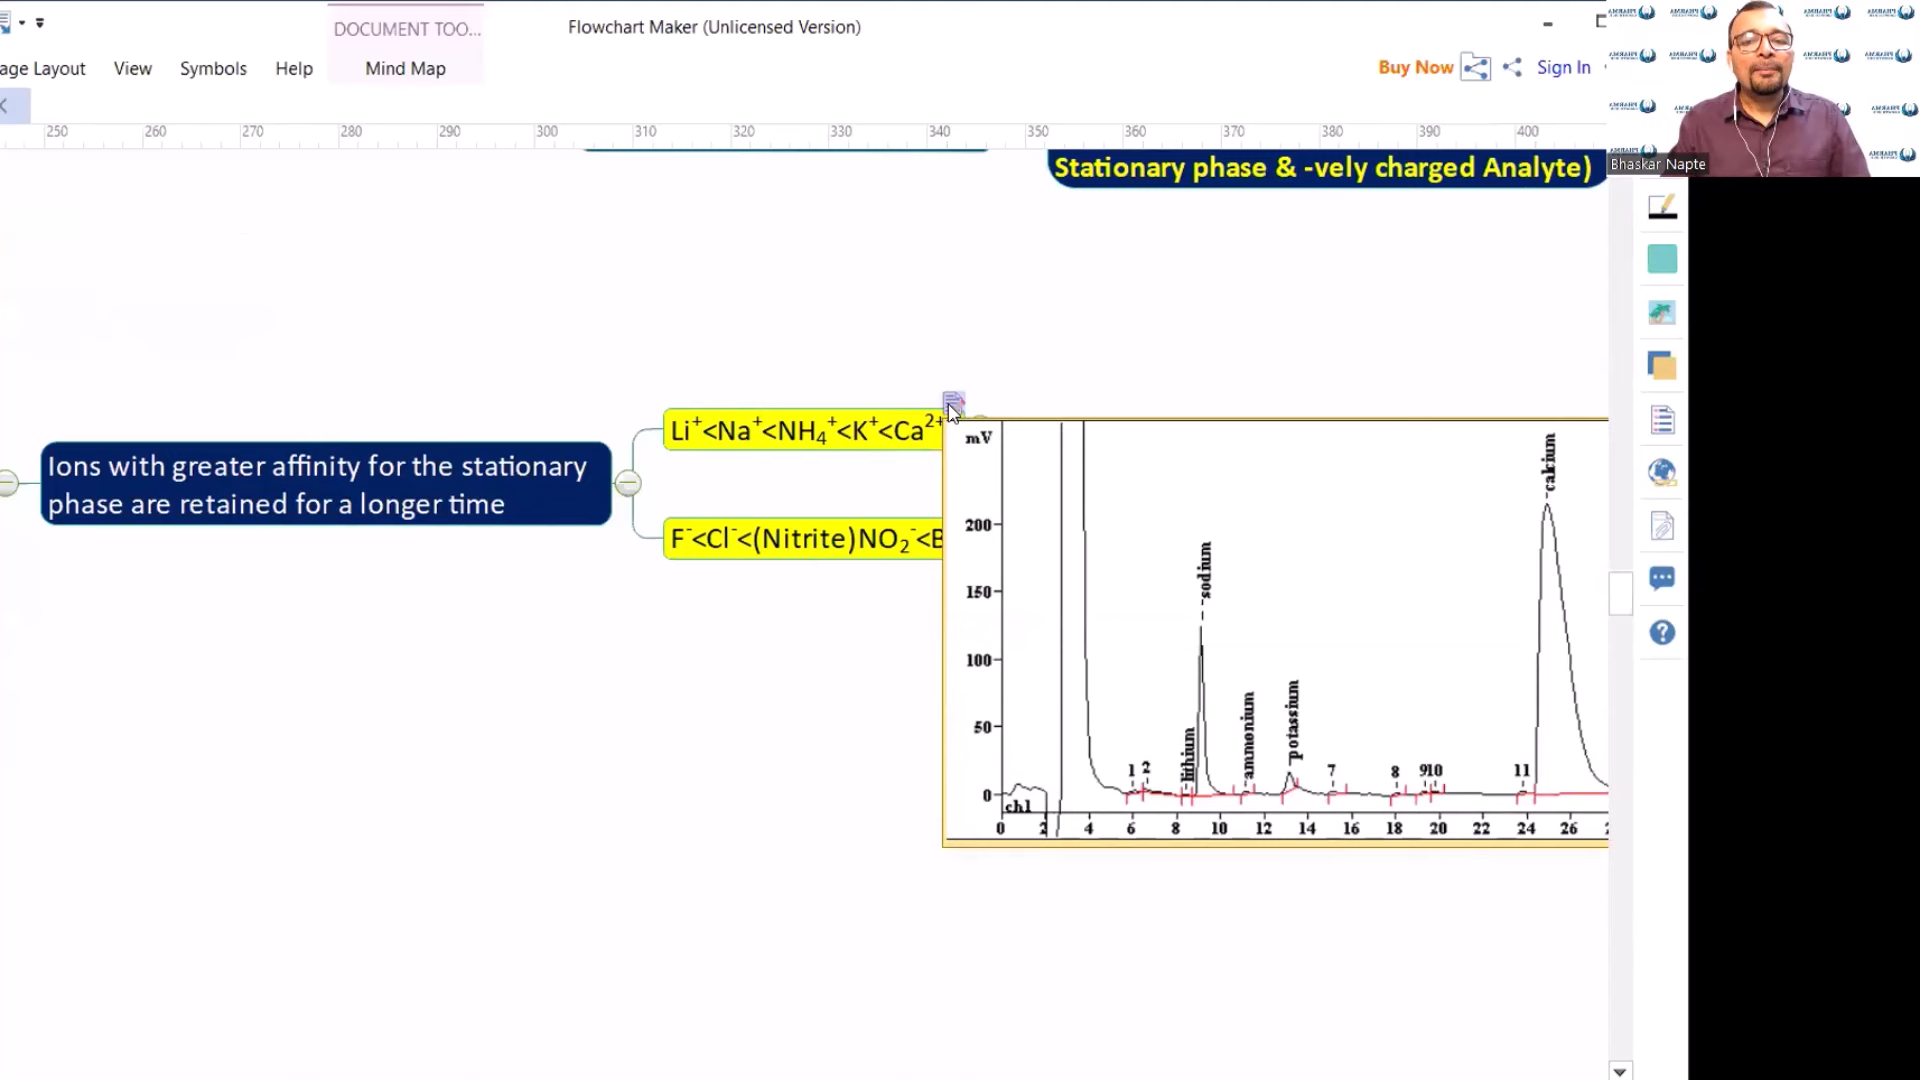 DOCUMENT TOO...
Flowchart Maker (Unlicensed Version)
age Layout
View
Symbols
Help
Mind Map
Buy Now
Sign In
250 260 270 280 290 300 310 320 330 340 350 360 370 380 390 400
Stationary phase & -vely charged Analyte)
Bhaskar Napte
Ions with greater affinity for the stationary
phase are retained for a longer time
Li⁺<Na⁺<NH₄⁺<K⁺<Ca²⁺
F⁻<Cl⁻<(Nitrite)NO₂⁻<B
mV
200
150
100
50
0
ch1
1
2
lithium
sodium
ammonium
potassium
7
8
9 10
11
calcium
0 2 4 6 8 10 12 14 16 18 20 22 24 26